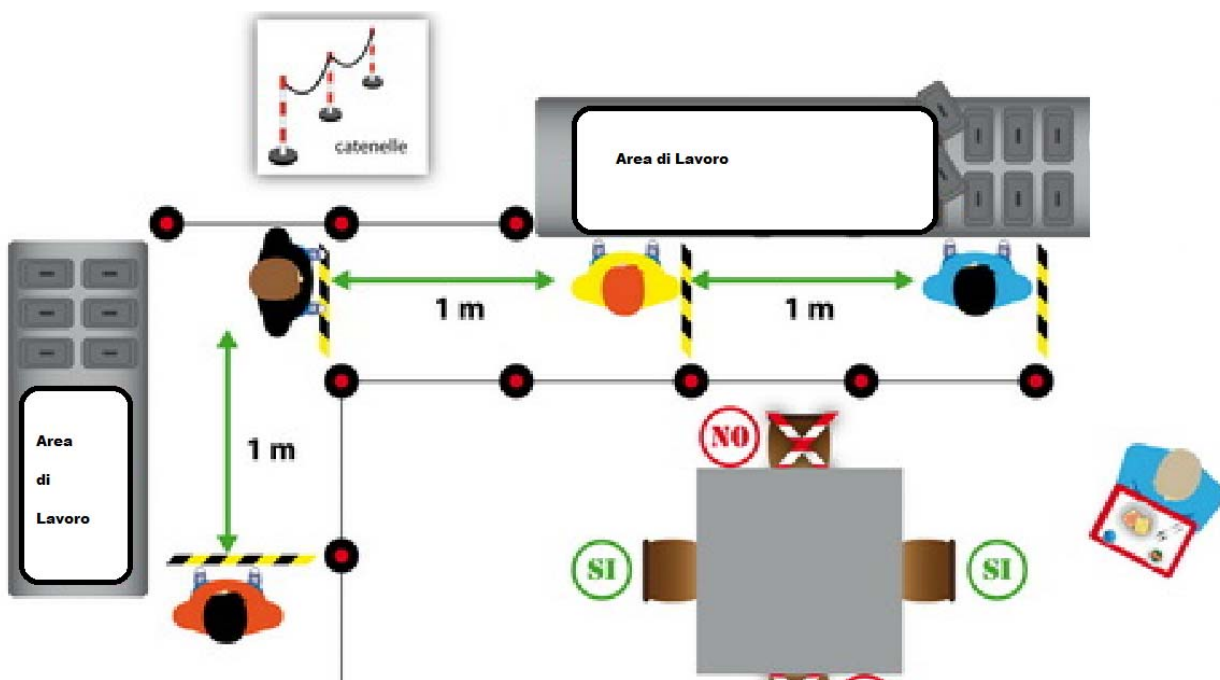 catenelle
Area di Lavoro
1 m
1 m
NO
Area
di
Lavoro
1 m
SI
SI